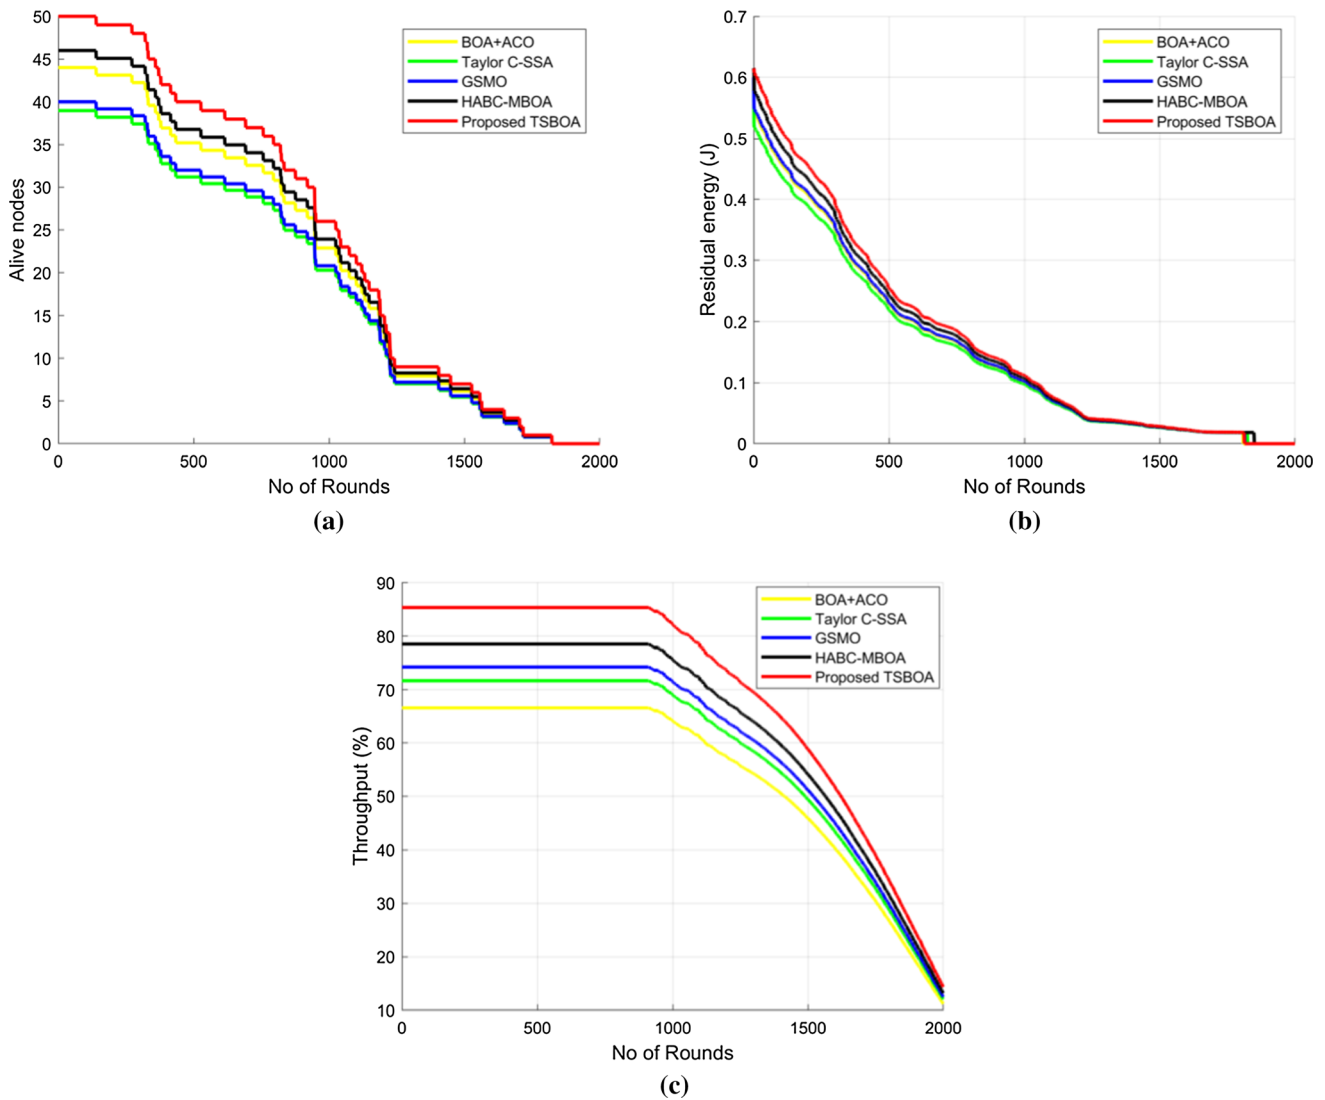 50
45
40
35
30
25
20
15
10
5
0
Alive nodes
BOA+ACO
Taylor C-SSA
GSMO
HABC-MBOA
Proposed TSBOA
0 500 1000 1500 2000
No of Rounds
(a)
0.7
0.6
0.5
0.4
0.3
0.2
0.1
0
Residual energy (J)
BOA+ACO
Taylor C-SSA
GSMO
HABC-MBOA
Proposed TSBOA
0 500 1000 1500 2000
No of Rounds
(b)
90
80
70
60
50
40
30
20
10
Throughput (%)
BOA+ACO
Taylor C-SSA
GSMO
HABC-MBOA
Proposed TSBOA
0 500 1000 1500 2000
No of Rounds
(c)